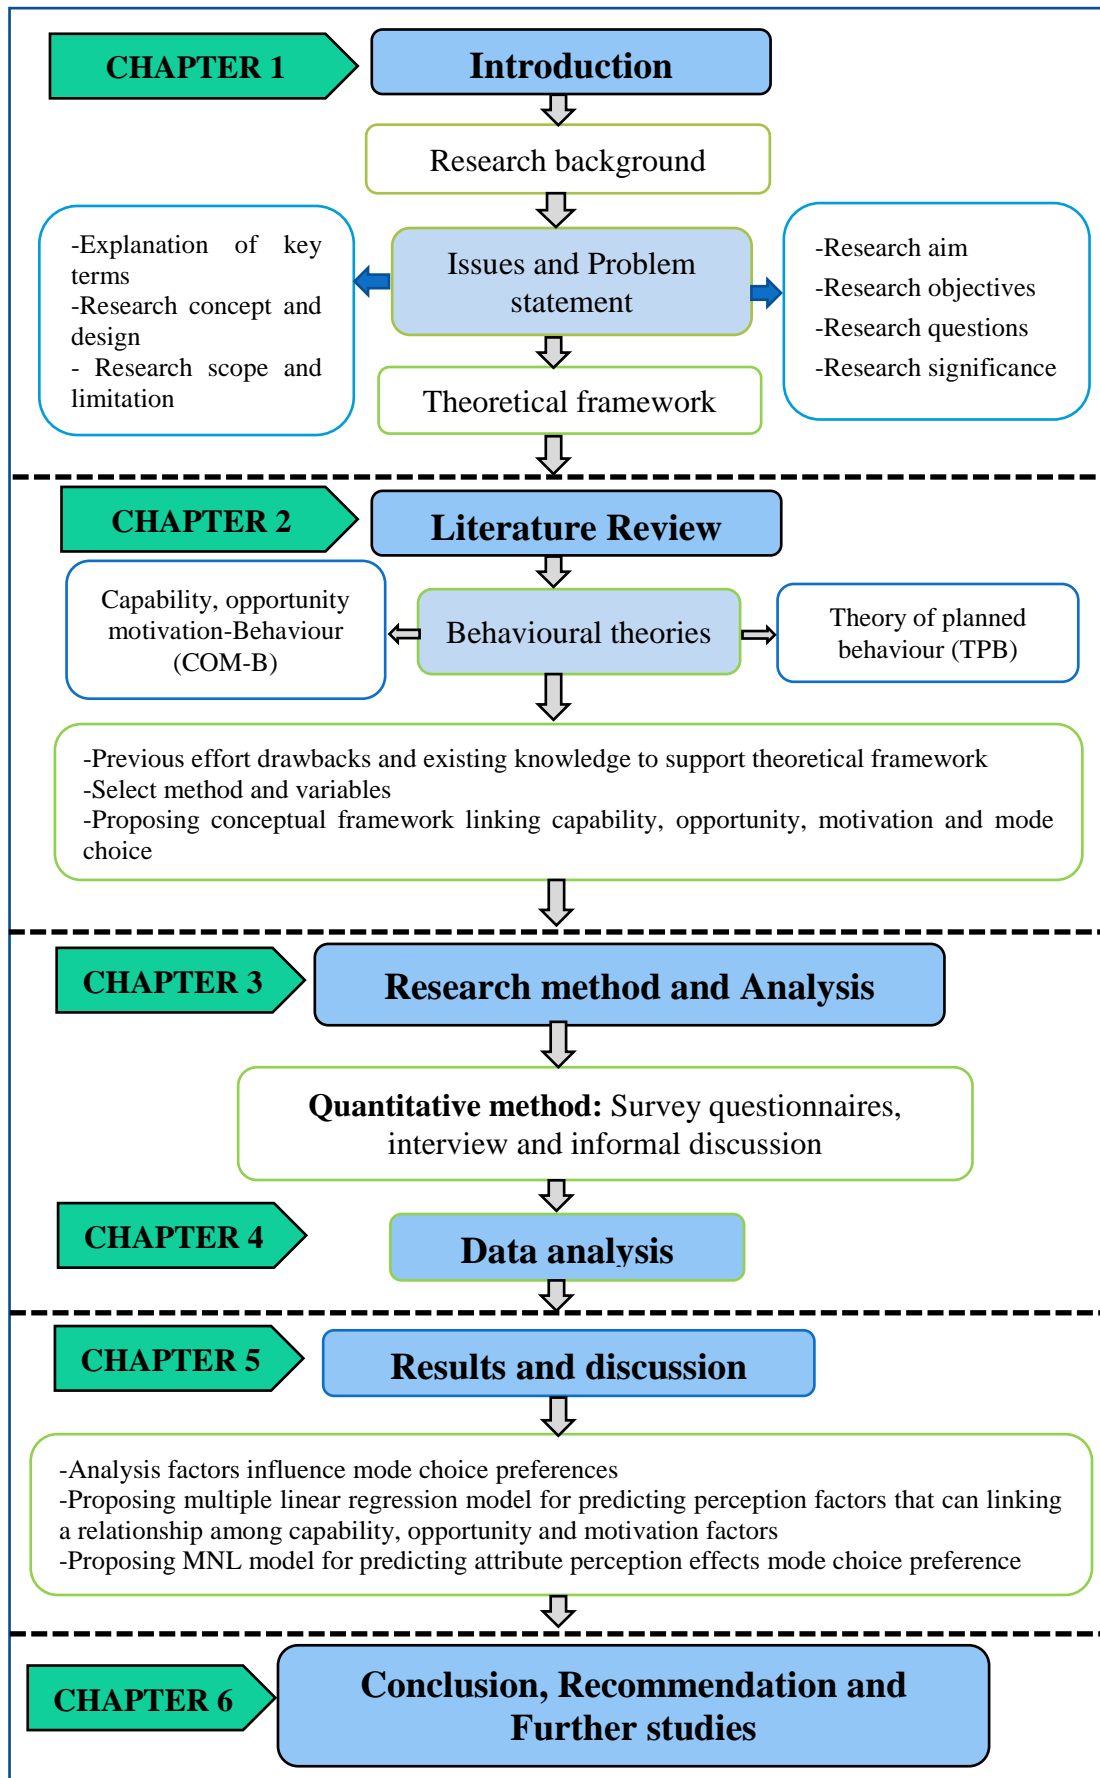 CHAPTER 1
Introduction
Research background
-Explanation of key
terms
-Research concept and
design
- Research scope and
limitation
Issues and Problem
statement
-Research aim
-Research objectives
-Research questions
-Research significance
Theoretical framework
CHAPTER 2
Literature Review
Capability, opportunity
motivation-Behaviour
(COM-B)
Behavioural theories
Theory of planned
behaviour (TPB)
-Previous effort drawbacks and existing knowledge to support theoretical framework
-Select method and variables
-Proposing conceptual framework linking capability, opportunity, motivation and mode
choice
CHAPTER 3
Research method and Analysis
Quantitative method: Survey questionnaires,
interview and informal discussion
CHAPTER 4
Data analysis
CHAPTER 5
Results and discussion
-Analysis factors influence mode choice preferences
-Proposing multiple linear regression model for predicting perception factors that can linking
a relationship among capability, opportunity and motivation factors
-Proposing MNL model for predicting attribute perception effects mode choice preference
CHAPTER 6
Conclusion, Recommendation and
Further studies